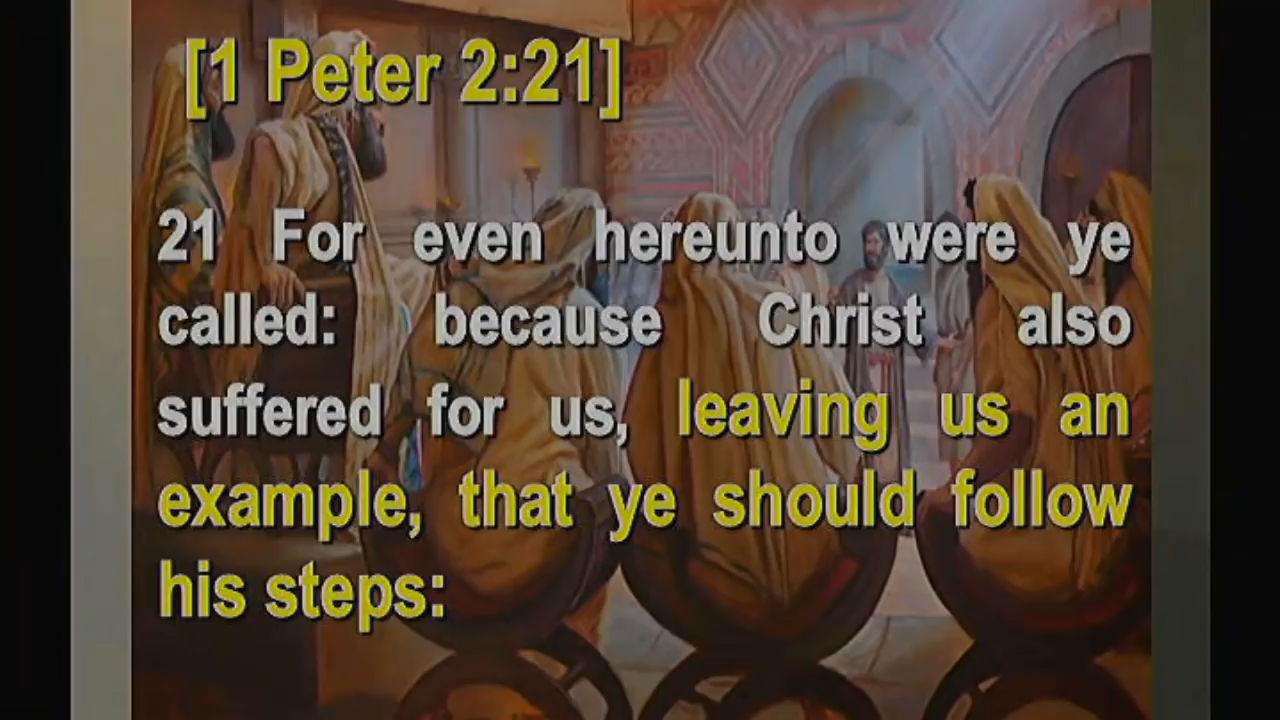 [1 Peter 2:21]
21 For even hereunto were ye
called: because Christ also
suffered for us, leaving us an
example, that ye should follow
his steps: